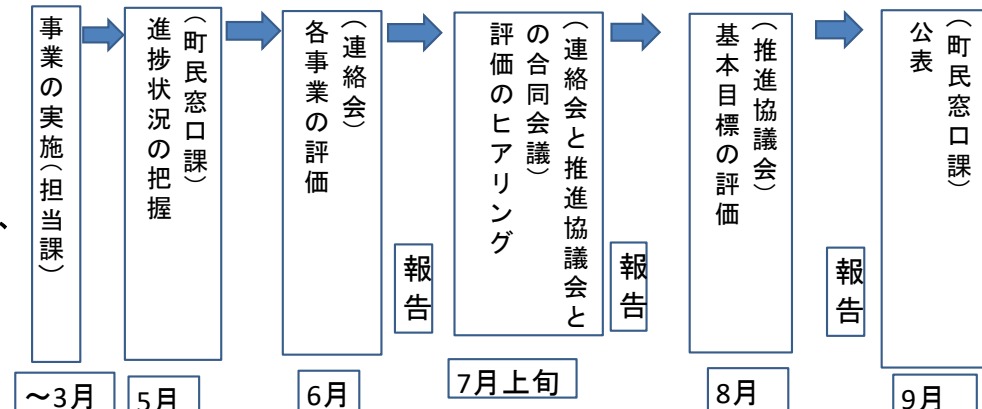 、
事業の実施（担当課）
～3月
（町民窓口課）
進捗状況の把握
5月
（連絡会）
各事業の評価
6月
報告
（連絡会と推進協議会と
の合同会議）
評価のヒアリング
7月上旬
報告
（推進協議会）
基本目標の評価
8月
報告
（町民窓口課）
公表
9月